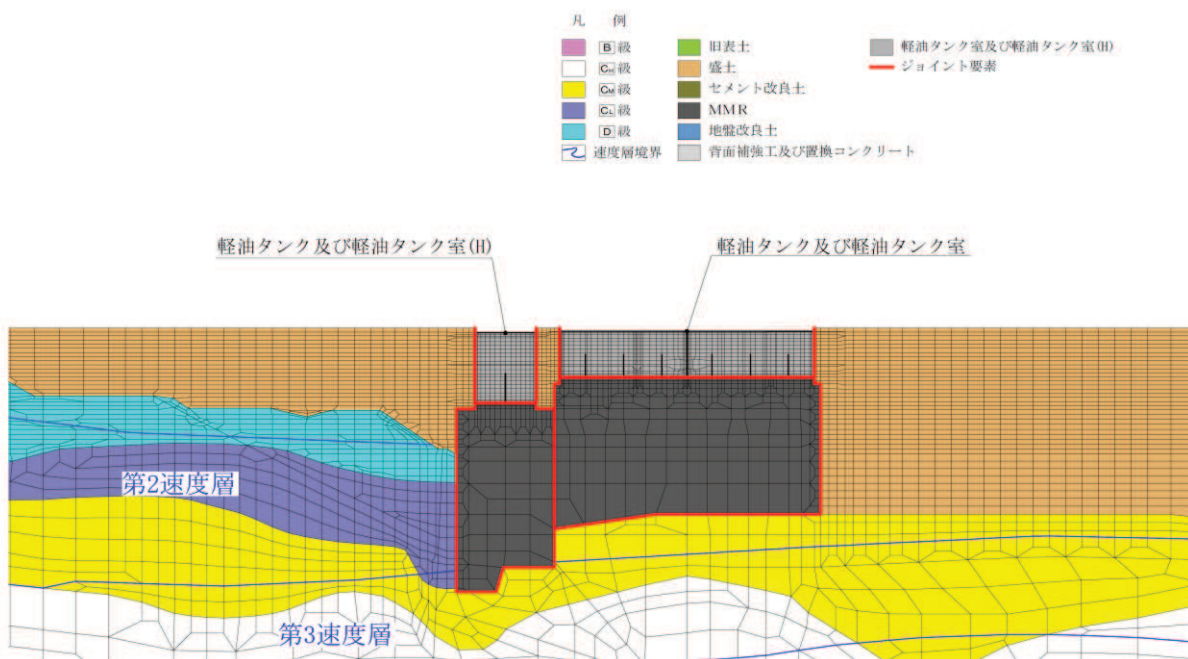 凡 例
B 級
CH 級
CM 級
CL 級
D 級
速度層境界
旧表土
盛土
セメント改良土
MMR
地盤改良土
背面補強工及び置換コンクリート
軽油タンク室及び軽油タンク室(H)
ジョイント要素
軽油タンク及び軽油タンク室(H)
軽油タンク及び軽油タンク室
第2速度層
第3速度層